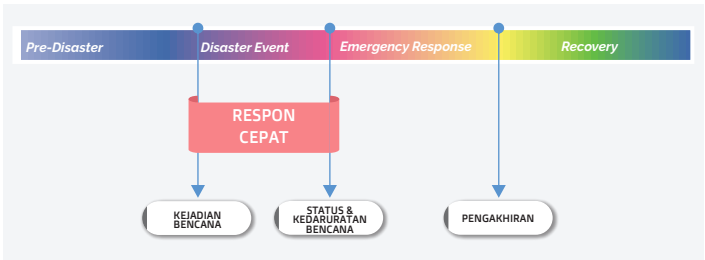 Pre-Disaster
Disaster Event
Emergency Response
Recovery
RESPON
CEPAT
KEJADIAN
BENCANA
STATUS &
KEDARURATAN
BENCANA
PENGAKHIRAN